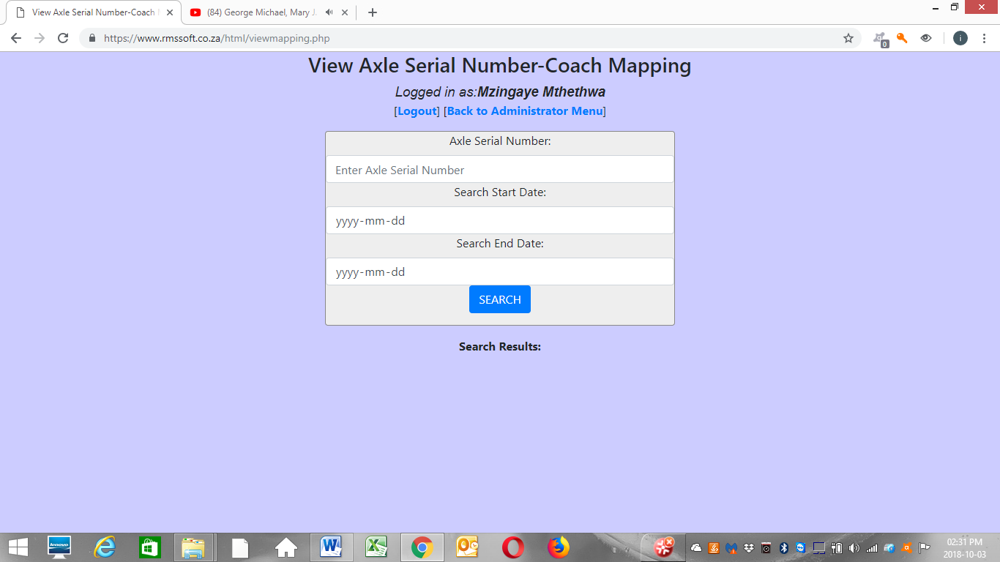 View Axle Serial Number-Coach
(84) George Michael, Mary J.
https://www.rmssoft.co.za/html/viewmapping.php
0
i
View Axle Serial Number-Coach Mapping
Logged in as:Mzingaye Mthethwa
[Logout] [Back to Administrator Menu]
Axle Serial Number:
Enter Axle Serial Number
Search Start Date:
yyyy-mm-dd
Search End Date:
yyyy-mm-dd
SEARCH
Search Results:
lenovo
02:31 PM
2018-10-03